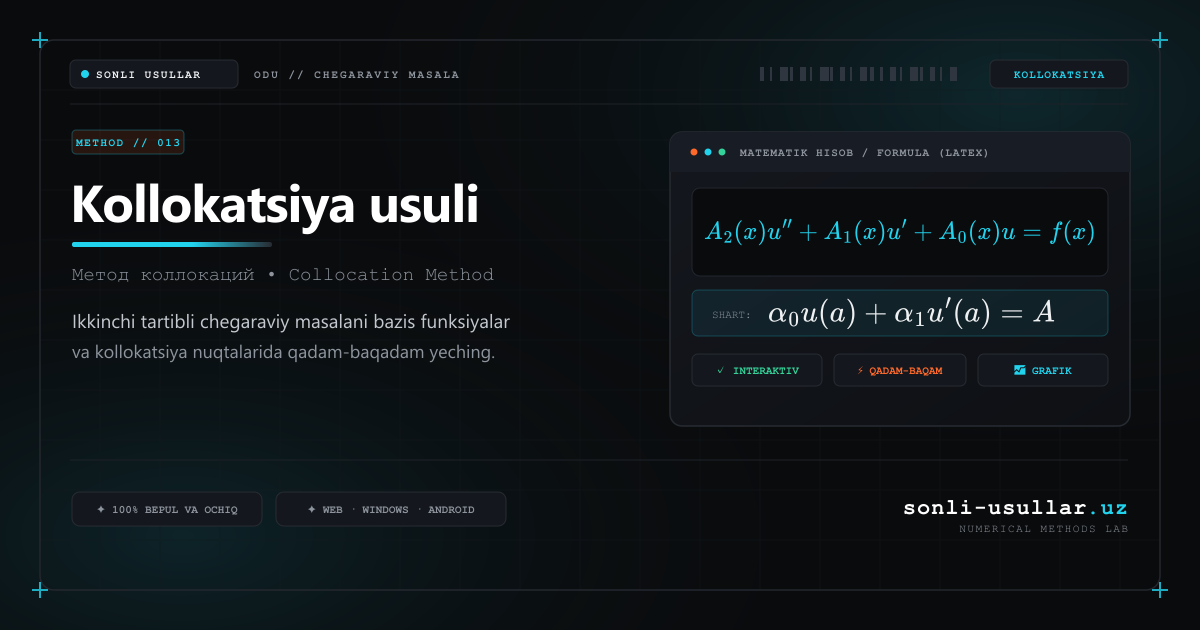 SONLI USULLAR
ODU // CHEGARAVIY MASALA
KOLLOKATSIYA
METHOD // 013
Kollokatsiya usuli
Метод коллокаций • Collocation Method
Ikkinchi tartibli chegaraviy masalani bazis funksiyalar
va kollokatsiya nuqtalarida qadam-baqadam yeching.
MATEMATIK HISOB / FORMULA (LATEX)
A₂(x)u″ + A₁(x)u′ + A₀(x)u = f(x)
SHART: α₀u(a) + α₁u′(a) = A
✓ INTERAKTIV
⚡ QADAM-BAQAM
GRAFIK
✦ 100% BEPUL VA OCHIQ
✦ WEB · WINDOWS · ANDROID
sonli-usullar.uz
NUMERICAL METHODS LAB